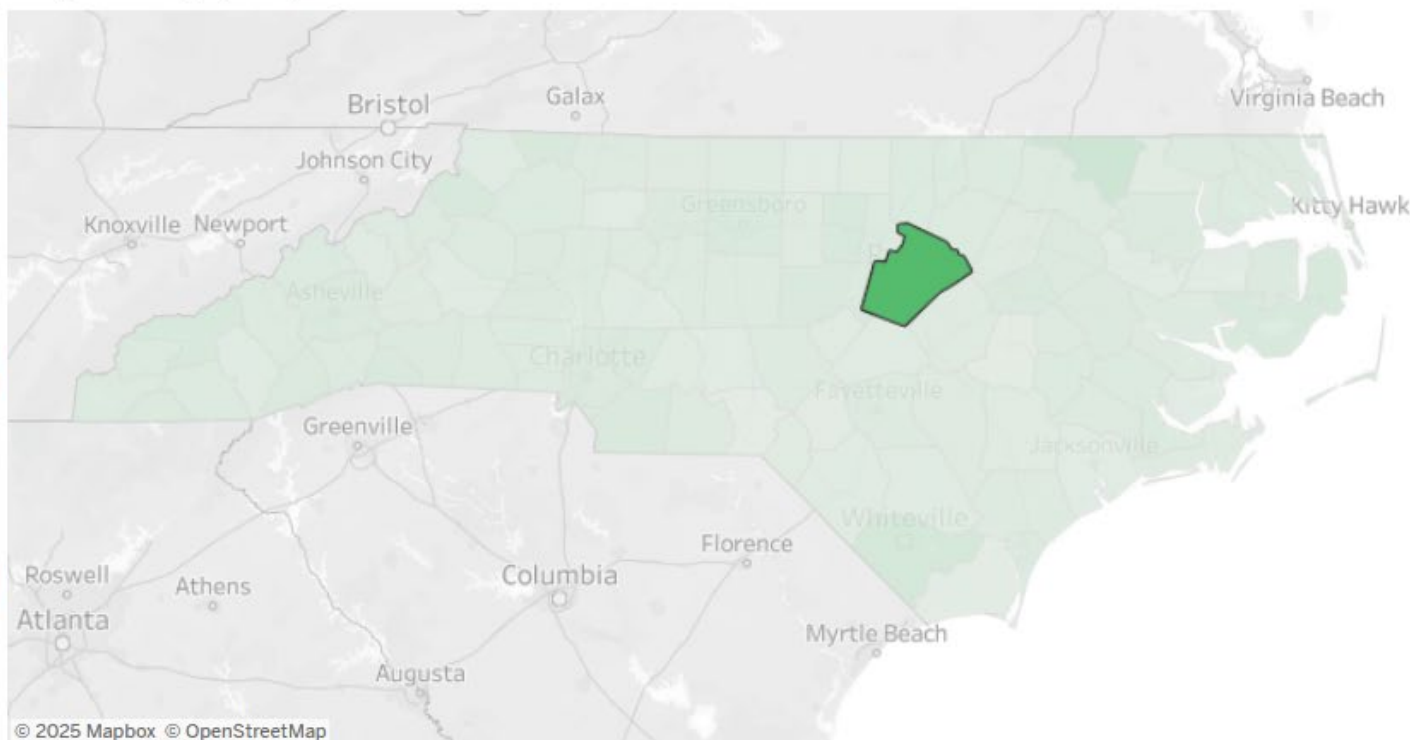 Virginia Beach
Galax
Bristol
Johnson City
Kitty Hawk
Greensboro
Knoxville
Newport
Asheville
Charlotte
Fayetteville
Greenville
Jacksonville
Whiteville
Florence
Roswell
Athens
Columbia
Atlanta
Myrtle Beach
Augusta
© 2025 Mapbox © OpenStreetMap